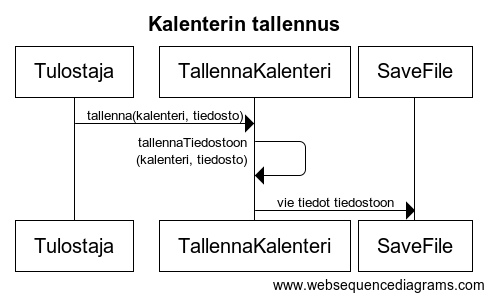 Kalenterin tallennus
Tulostaja TallennaKalenteri SaveFile
tallenna(kalenteri, tiedosto)
tallennaTiedostoon
(kalenteri, tiedosto)
vie tiedot tiedostoon
Tulostaja TallennaKalenteri SaveFile
www.websequencediagrams.com